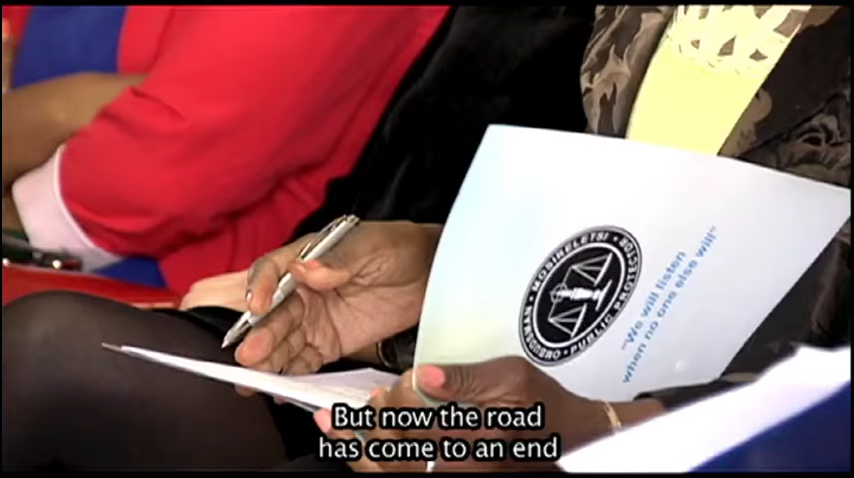 MOSIRELETSI
PUBLIC PROTECTOR
"We will listen
when no one else will"
But now the road
has come to an end